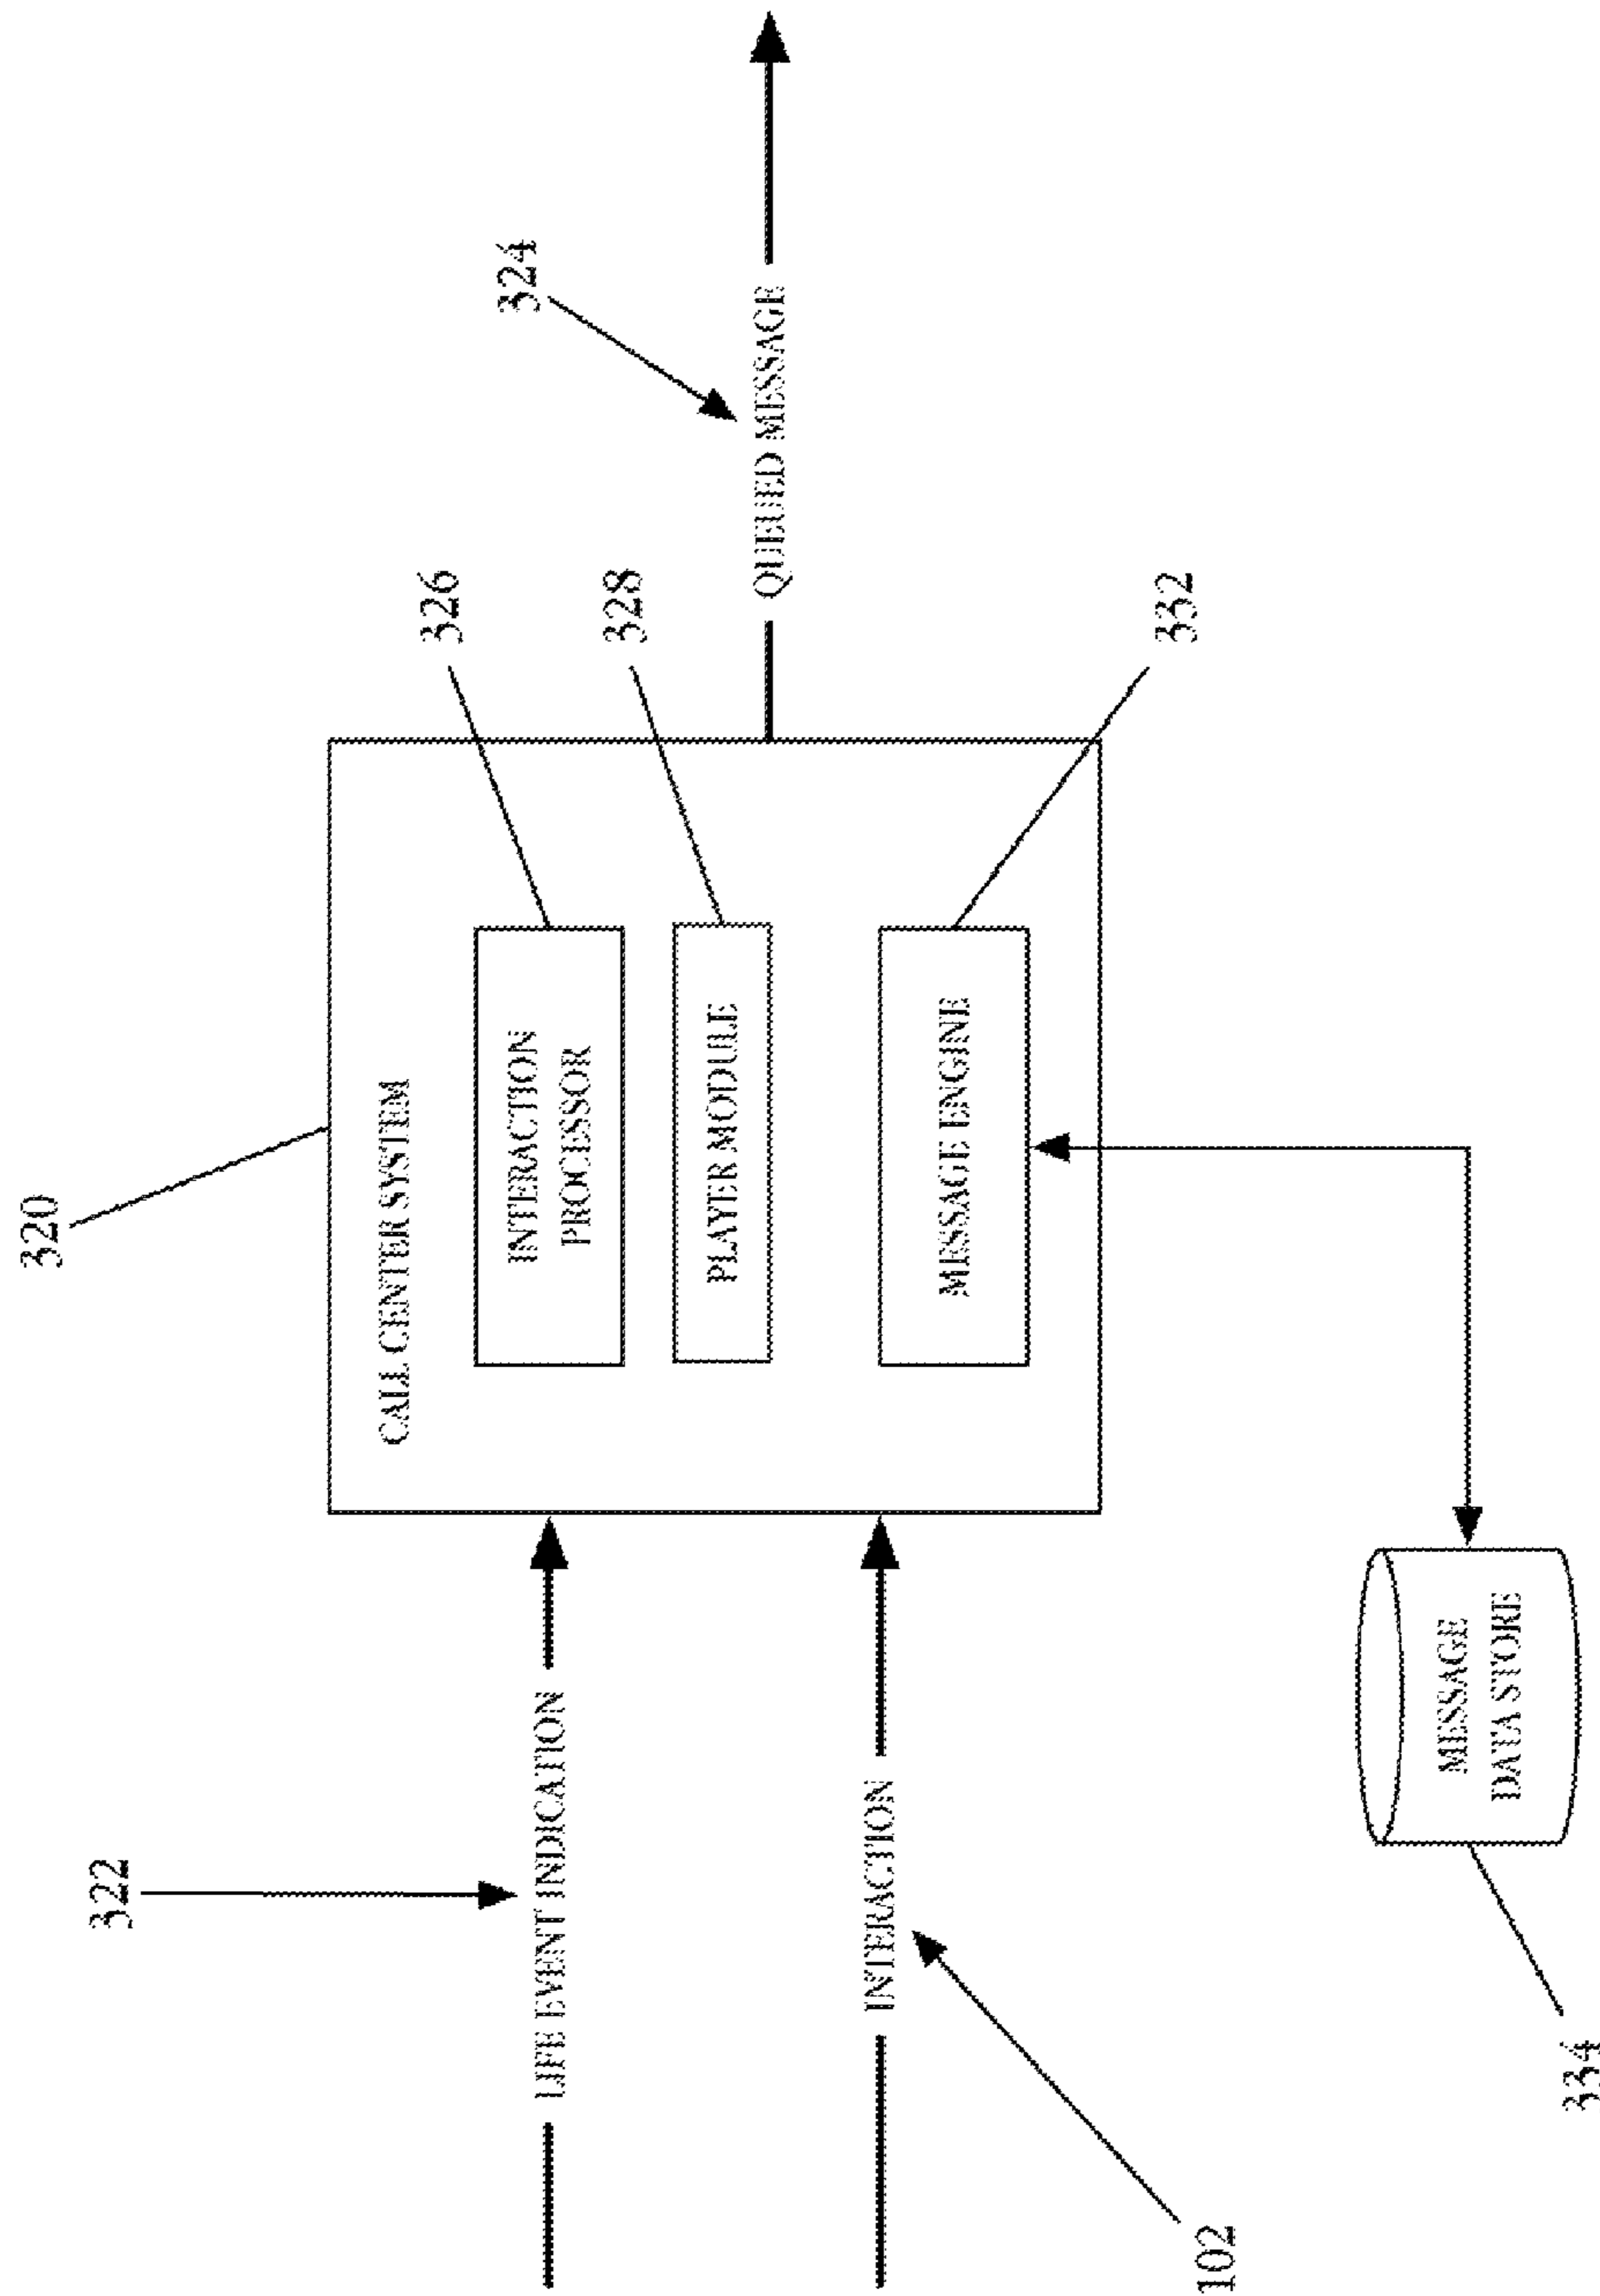 320
322
324
CALL CENTER SYSTEM
326
INTERACTION
PROCESSOR
328
PLAYER MODULE
LIFE EVENT INDICATION
QUEUED MESSAGE
INTERACTION
MESSAGE ENGINE
332
102
MESSAGE
DATA STORE
334